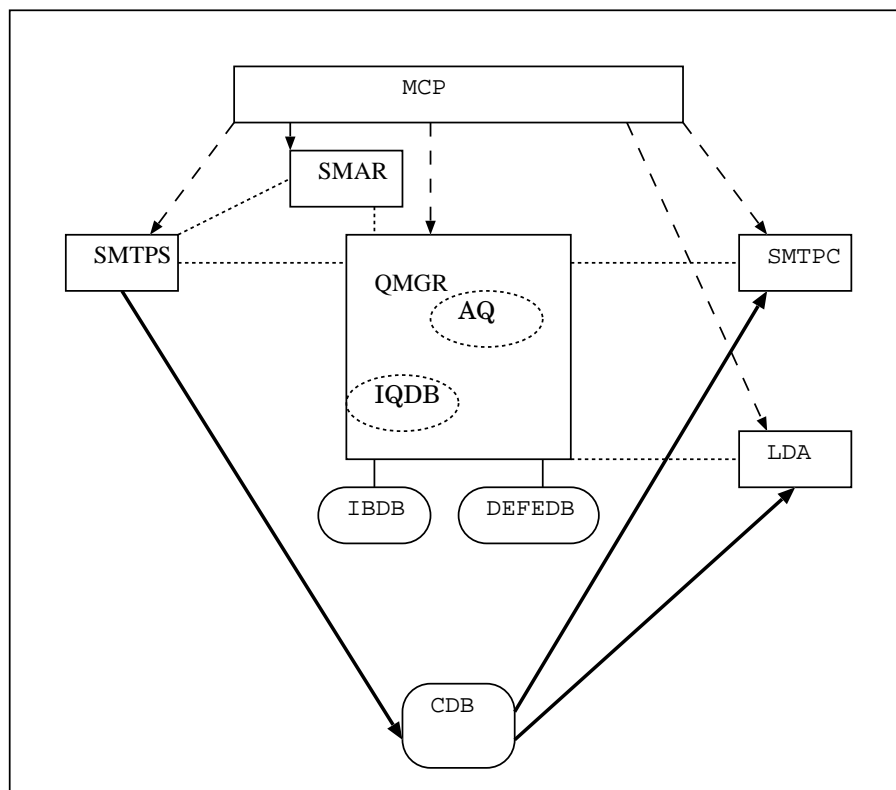 MCP
SMAR
SMTPS
SMTPC
QMGR
AQ
IQDB
LDA
IBDB
DEFEDB
CDB